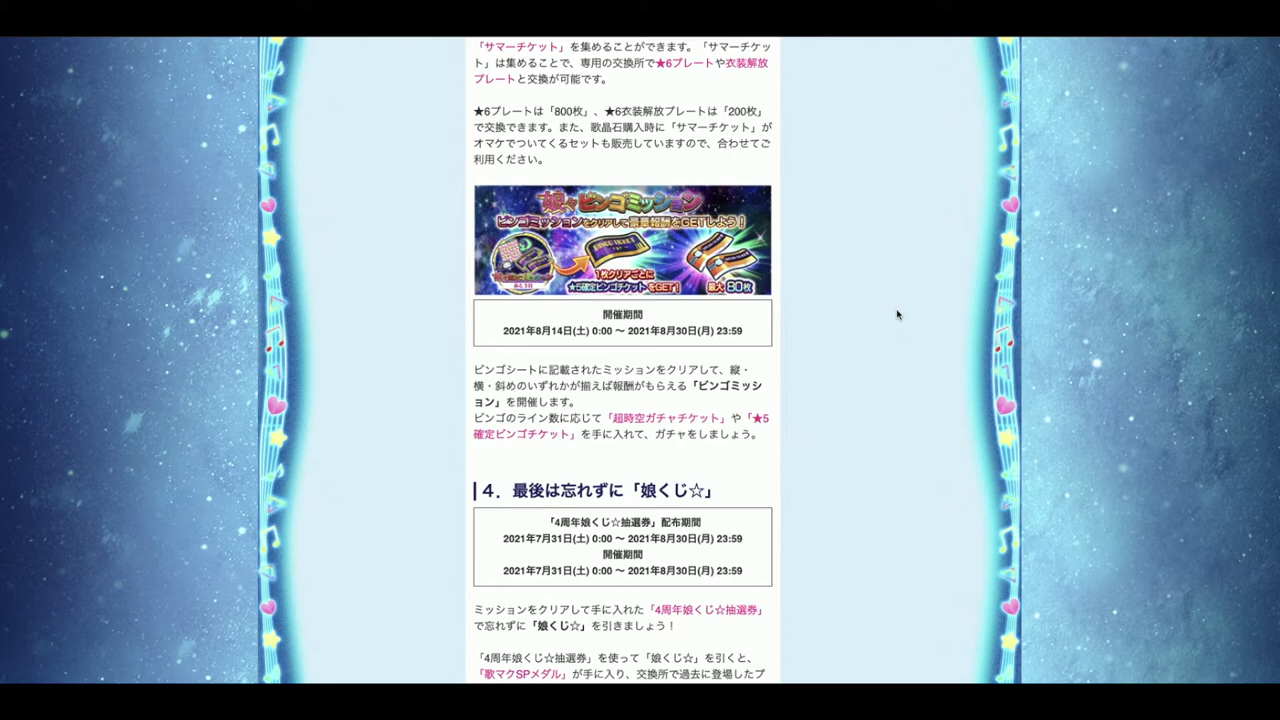 「サマーチケット」を集めることができます。「サマーチケッ
ト」は集めることで、専用の交換所で★6プレートや衣装解放
プレートと交換が可能です。
★6プレートは「800枚」、★6衣装解放プレートは「200枚」
で交換できます。また、歌晶石購入時に「サマーチケット」が
オマケでついてくるセットも販売していますので、合わせてご
利用ください。
娘々ビンゴミッション
ビンゴミッションをクリアして豪華報酬をGETしよう！
1枚クリアごとに
★5確定ビンゴチケットをGET！
最大80枚
開催期間
2021年8月14日(土) 0:00 〜 2021年8月30日(月) 23:59
ビンゴシートに記載されたミッションをクリアして、縦・
横・斜めのいずれかが揃えば報酬がもらえる「ビンゴミッシ
ョン」を開催します。
ビンゴのライン数に応じて「超時空ガチャチケット」や「★5
確定ビンゴチケット」を手に入れて、ガチャをしましょう。
４．最後は忘れずに「娘くじ☆」
「4周年娘くじ☆抽選券」配布期間
2021年7月31日(土) 0:00 〜 2021年8月30日(月) 23:59
開催期間
2021年7月31日(土) 0:00 〜 2021年8月30日(月) 23:59
ミッションをクリアして手に入れた「4周年娘くじ☆抽選券」
で忘れずに「娘くじ☆」を引きましょう！
「4周年娘くじ☆抽選券」を使って「娘くじ☆」を引くと、
「歌マクSPメダル」が手に入り、交換所で過去に登場したプ